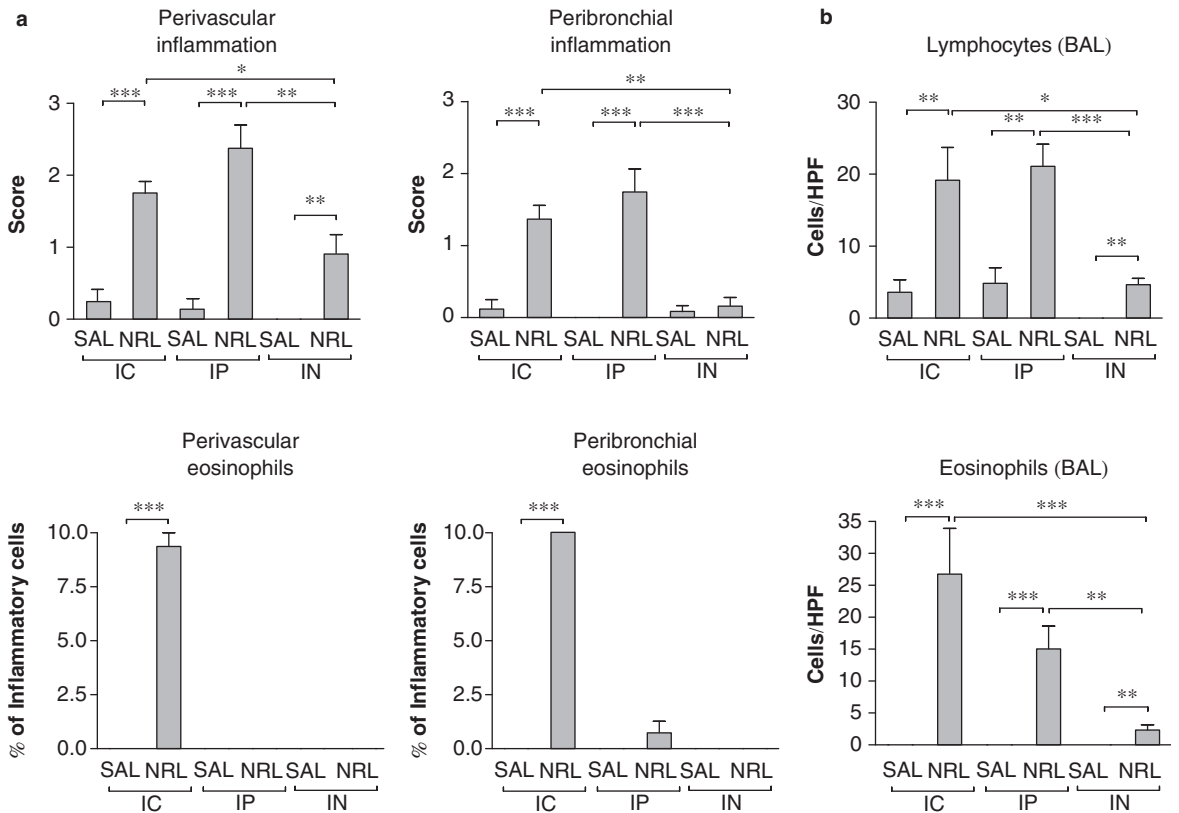 a
Perivascular
inflammation
*
*** *** **
**
Score
3
2
1
0
SAL NRL SAL NRL SAL NRL
IC IP IN
Peribronchial
inflammation
**
*** *** ***
Score
3
2
1
0
SAL NRL SAL NRL SAL NRL
IC IP IN
b
Lymphocytes (BAL)
** *
** ***
**
Cells/HPF
30
20
10
0
SAL NRL SAL NRL SAL NRL
IC IP IN
Perivascular
eosinophils
***
% of Inflammatory cells
10.0
7.5
5.0
2.5
0.0
SAL NRL SAL NRL SAL NRL
IC IP IN
Peribronchial
eosinophils
***
% of Inflammatory cells
10.0
7.5
5.0
2.5
0.0
SAL NRL SAL NRL SAL NRL
IC IP IN
Eosinophils (BAL)
*** ***
*** **
**
Cells/HPF
35
30
25
20
15
10
5
0
SAL NRL SAL NRL SAL NRL
IC IP IN